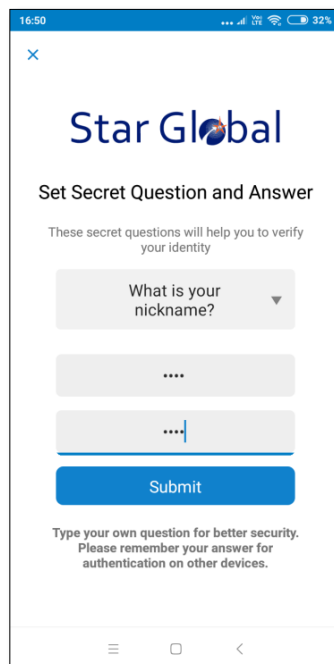 16:50
... Vo) LTE 32%
×
Star Global
Set Secret Question and Answer
These secret questions will help you to verify
your identity
What is your
nickname?
••••
••••
Submit
Type your own question for better security.
Please remember your answer for
authentication on other devices.